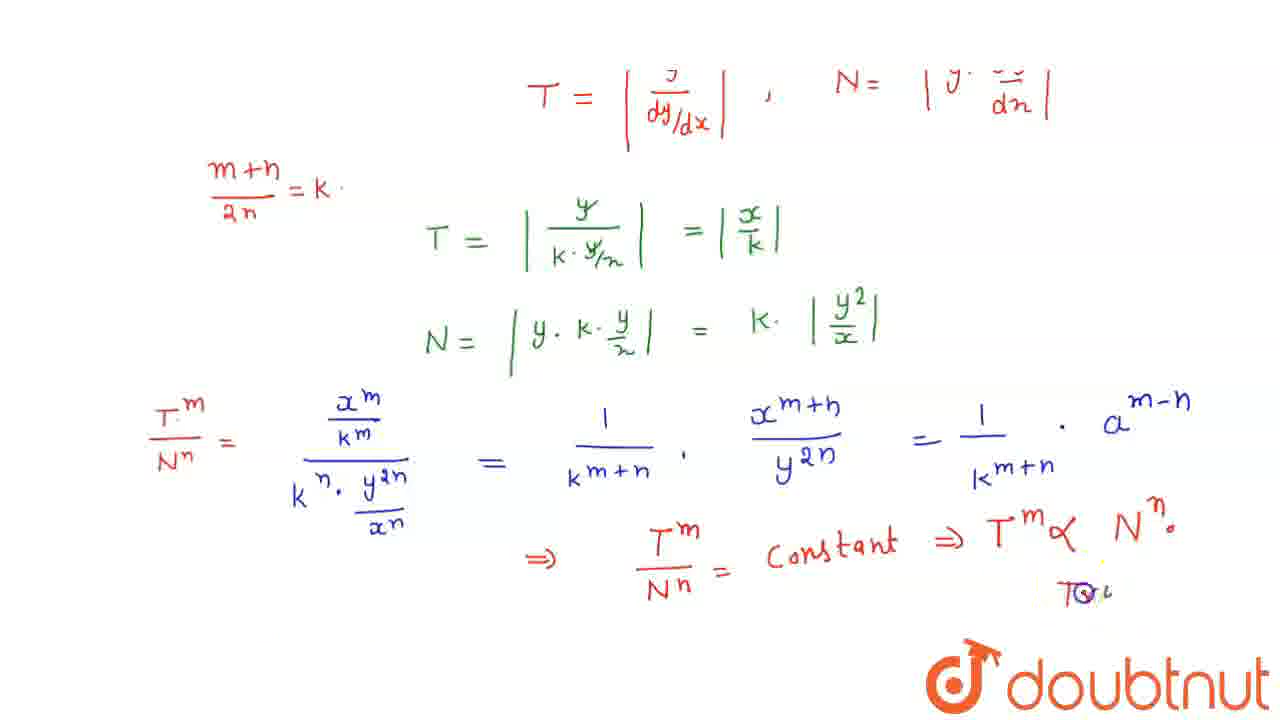 T = | y / dy/dx | , N = | y · dy / dx |
m+n / 2n = k ·
T = | y / k · y/x | = | x / k |
N = | y · k · y/x | = k · | y² / x |
T^m / N^n = x^m / k^m / k^n · y^2n / x^n = 1 / k^m+n · x^m+n / y^2n = 1 / k^m+n · a^m-n
⇒ T^m / N^n = Constant ⇒ T^m ∝ N^n .
doubtnut